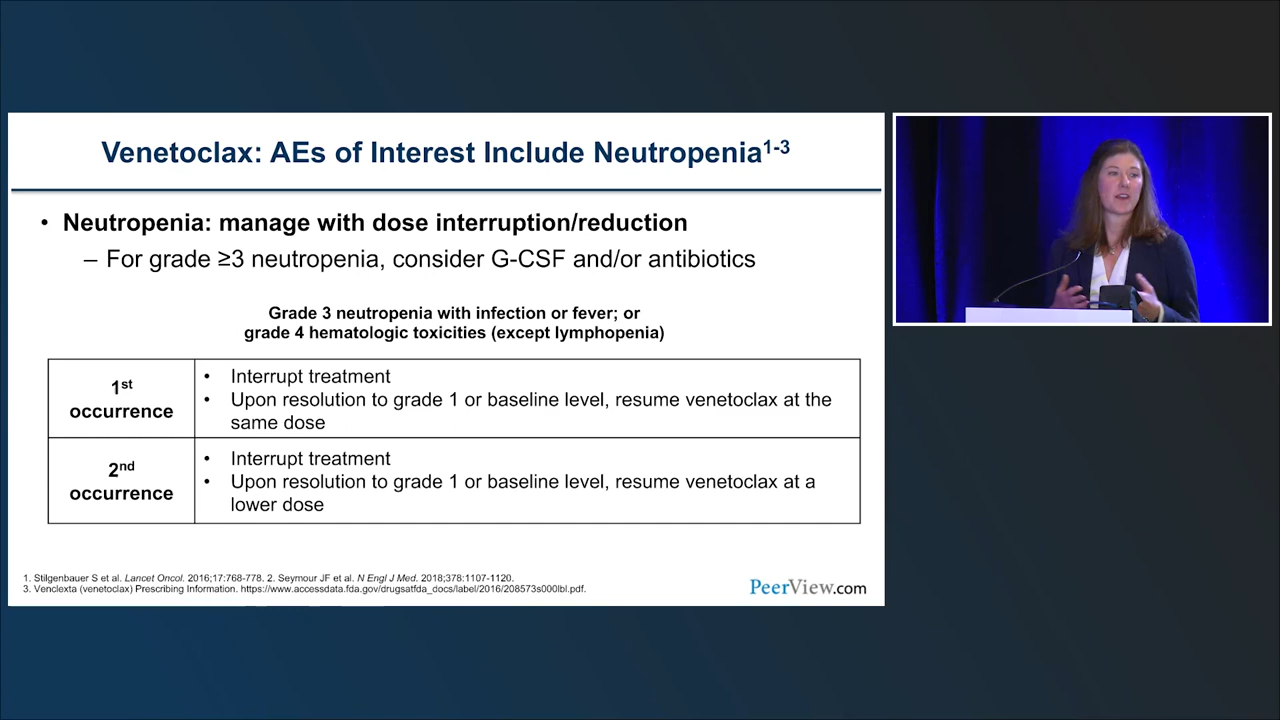 Venetoclax: AEs of Interest Include Neutropenia1-3
• Neutropenia: manage with dose interruption/reduction
– For grade ≥3 neutropenia, consider G-CSF and/or antibiotics
Grade 3 neutropenia with infection or fever; or
grade 4 hematologic toxicities (except lymphopenia)
1st
occurrence
• Interrupt treatment
• Upon resolution to grade 1 or baseline level, resume venetoclax at the
same dose
2nd
occurrence
• Interrupt treatment
• Upon resolution to grade 1 or baseline level, resume venetoclax at a
lower dose
1. Stilgenbauer S et al. Lancet Oncol. 2016;17:768-778. 2. Seymour JF et al. N Engl J Med. 2018;378:1107-1120.
3. Venclexta (venetoclax) Prescribing Information. https://www.accessdata.fda.gov/drugsatfda_docs/label/2016/208573s000lbl.pdf.
PeerView.com